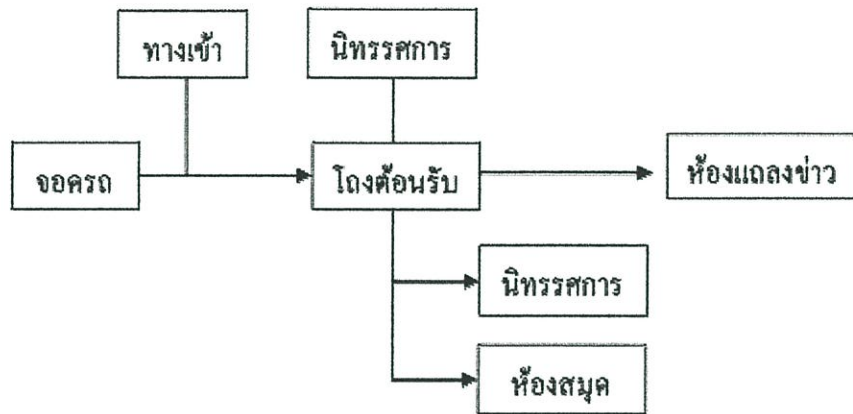 ทางเข้า
นิทรรศการ
จอดรถ
โถงต้อนรับ
ห้องแถลงข่าว
นิทรรศการ
ห้องสมุด